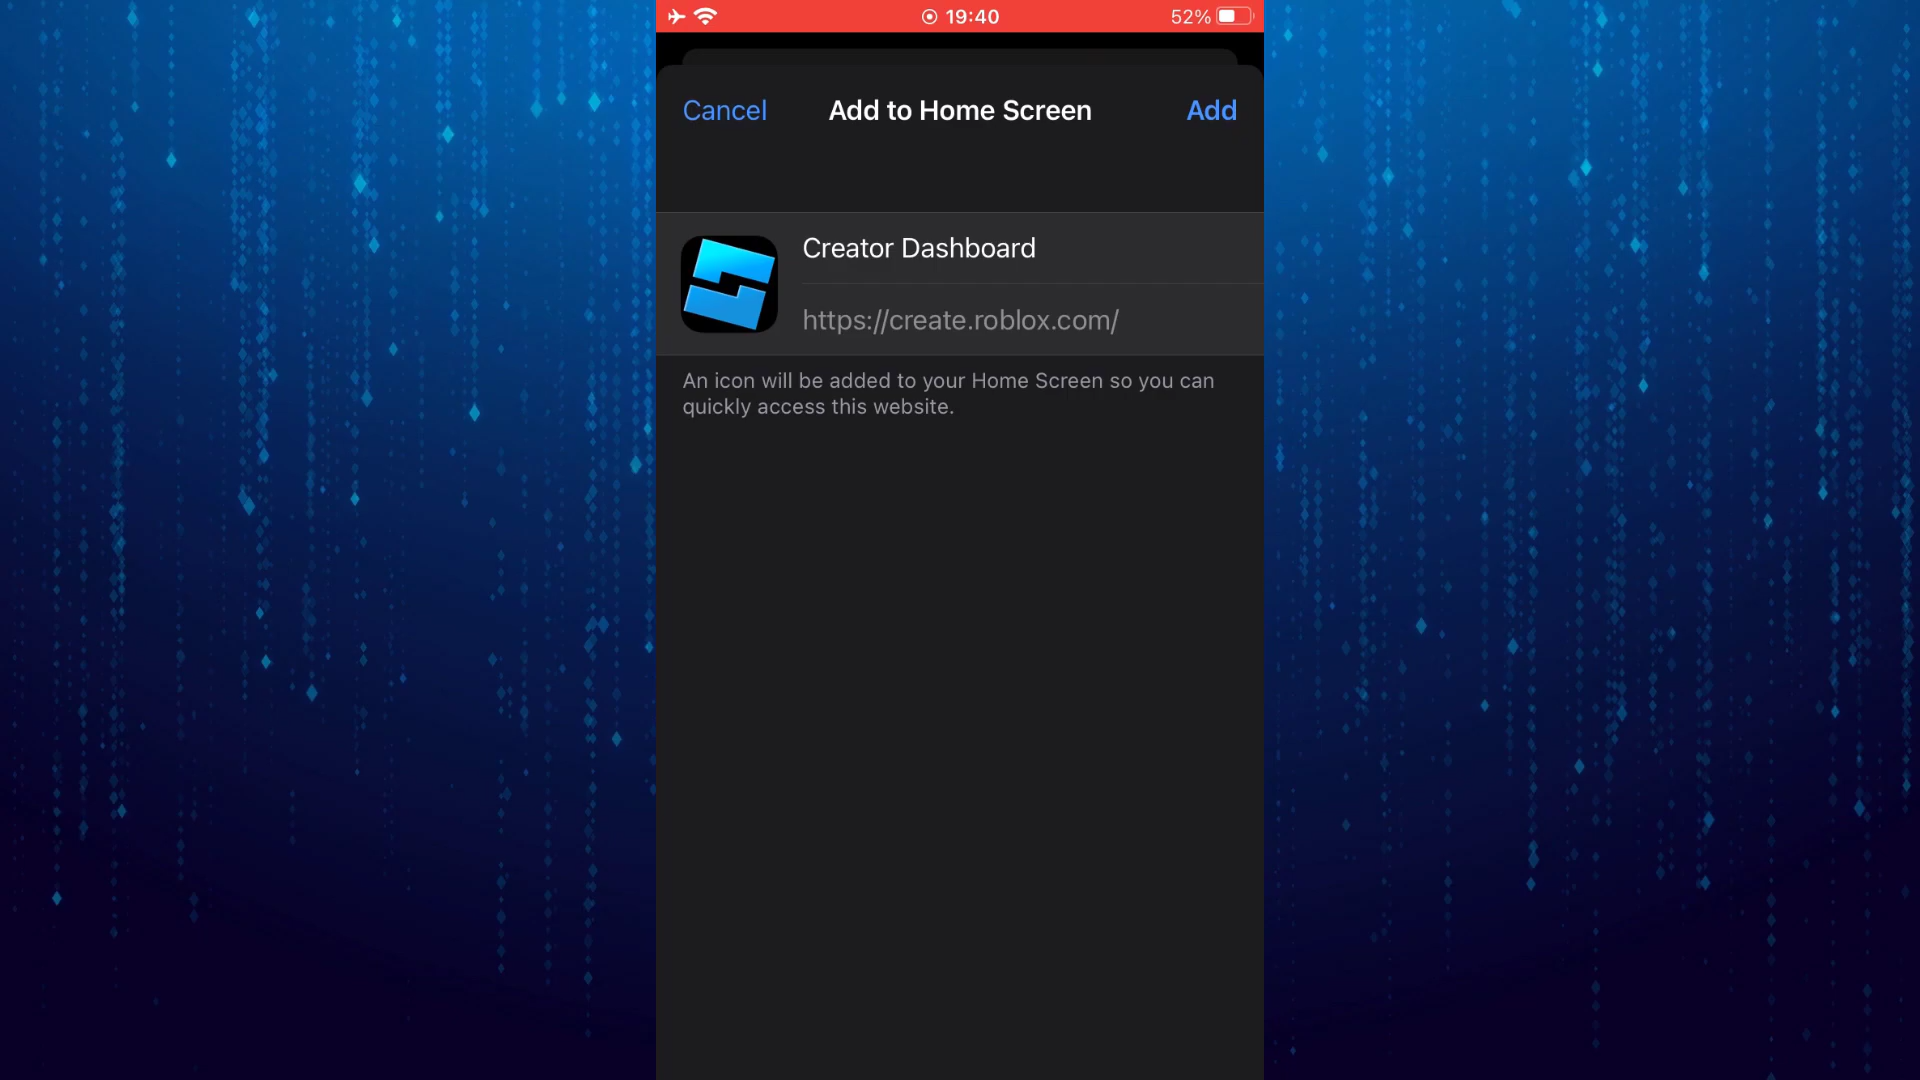 19:40
52%
Cancel
Add to Home Screen
Add
Creator Dashboard
https://create.roblox.com/
An icon will be added to your Home Screen so you can
quickly access this website.